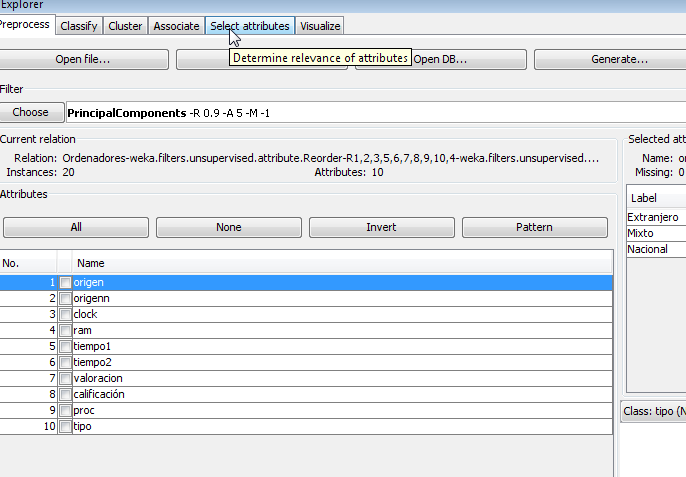 Explorer
Preprocess Classify Cluster Associate Select attributes Visualize
Open file... Open DB... Generate...
Determine relevance of attributes
Filter
Choose PrincipalComponents -R 0.9 -A 5 -M -1
Current relation
Relation: Ordenadores-weka.filters.unsupervised.attribute.Reorder-R1,2,3,5,6,7,8,9,10,4-weka.filters.unsupervised....
Instances: 20 Attributes: 10
Attributes
All None Invert Pattern
No. Name
1 origen
2 origenn
3 clock
4 ram
5 tiempo1
6 tiempo2
7 valoracion
8 calificación
9 proc
10 tipo
Selected att
Name: or
Missing: 0
Label
Extranjero
Mixto
Nacional
Class: tipo (N